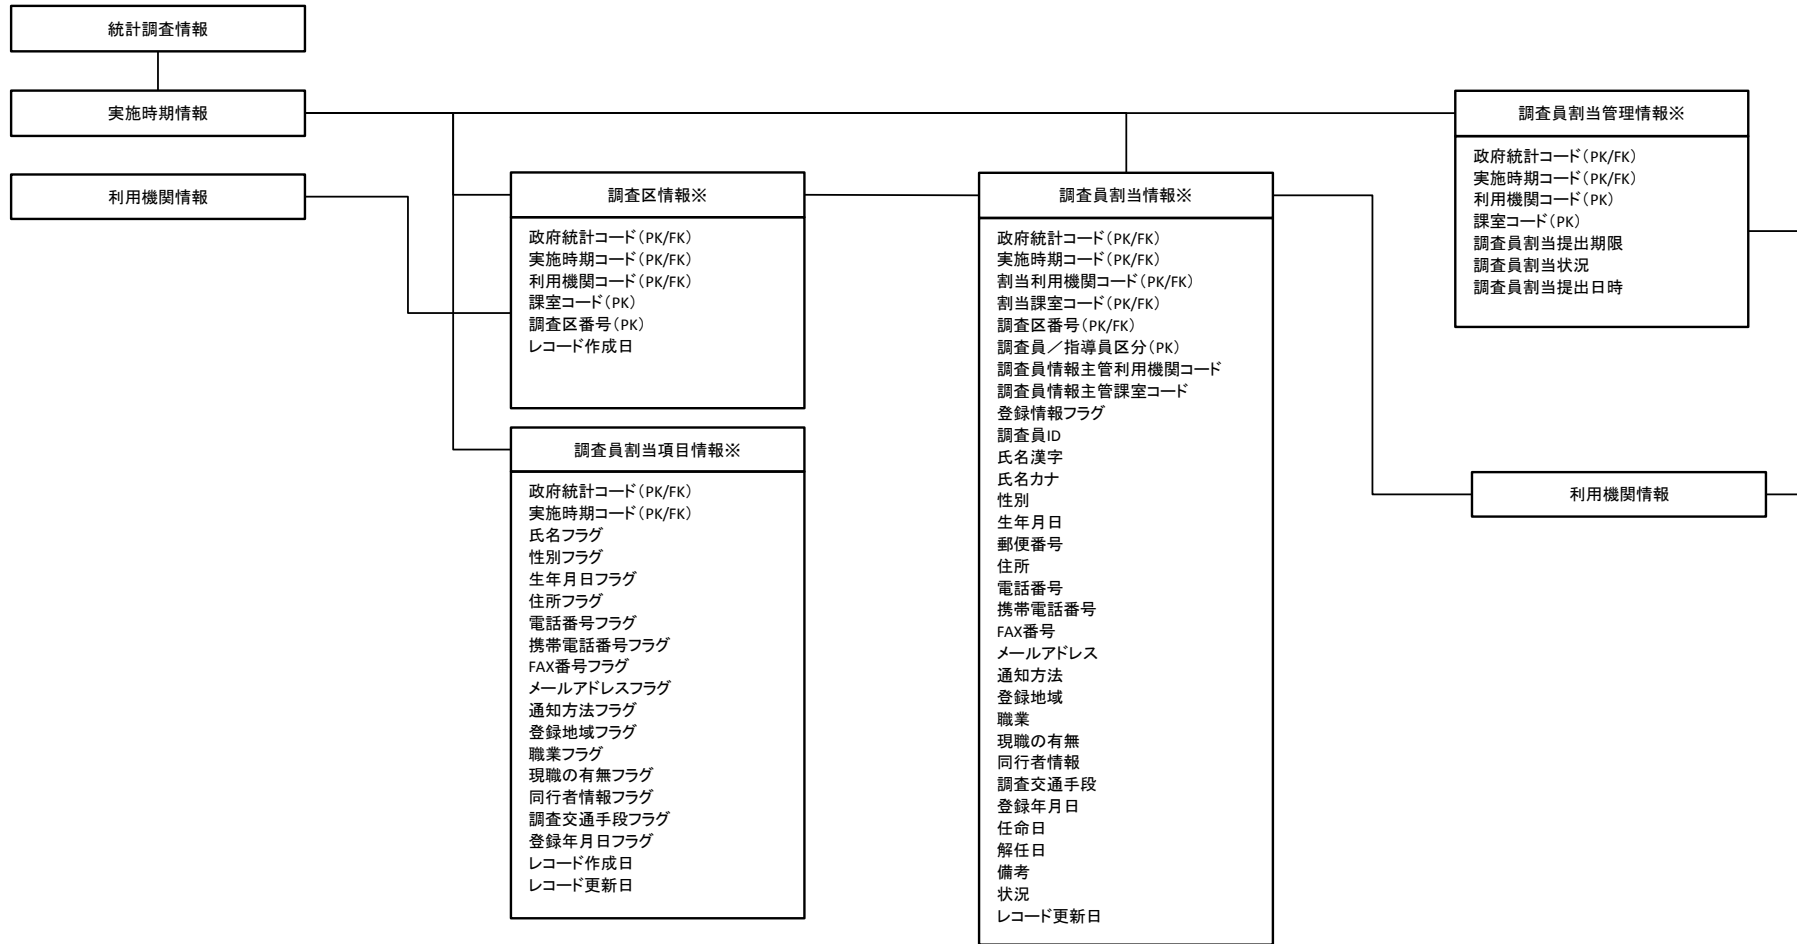 統計調査情報
実施時期情報
利用機関情報
調査区情報※
政府統計コード（PK/FK）
実施時期コード（PK/FK）
利用機関コード（PK/FK）
課室コード（PK）
調査区番号（PK）
レコード作成日
調査員割当項目情報※
政府統計コード（PK/FK）
実施時期コード（PK/FK）
氏名フラグ
性別フラグ
生年月日フラグ
住所フラグ
電話番号フラグ
携帯電話番号フラグ
FAX番号フラグ
メールアドレスフラグ
通知方法フラグ
登録地域フラグ
職業フラグ
現職の有無フラグ
同行者情報フラグ
調査交通手段フラグ
登録年月日フラグ
レコード作成日
レコード更新日
調査員割当情報※
政府統計コード（PK/FK）
実施時期コード（PK/FK）
割当利用機関コード（PK/FK）
割当課室コード（PK/FK）
調査区番号（PK/FK）
調査員／指導員区分（PK）
調査員情報主管利用機関コード
調査員情報主管課室コード
登録情報フラグ
調査員ID
氏名漢字
氏名カナ
性別
生年月日
郵便番号
住所
電話番号
携帯電話番号
FAX番号
メールアドレス
通知方法
登録地域
職業
現職の有無
同行者情報
調査交通手段
登録年月日
任命日
解任日
備考
状況
レコード更新日
調査員割当管理情報※
政府統計コード（PK/FK）
実施時期コード（PK/FK）
利用機関コード（PK）
課室コード（PK）
調査員割当提出期限
調査員割当状況
調査員割当提出日時
利用機関情報